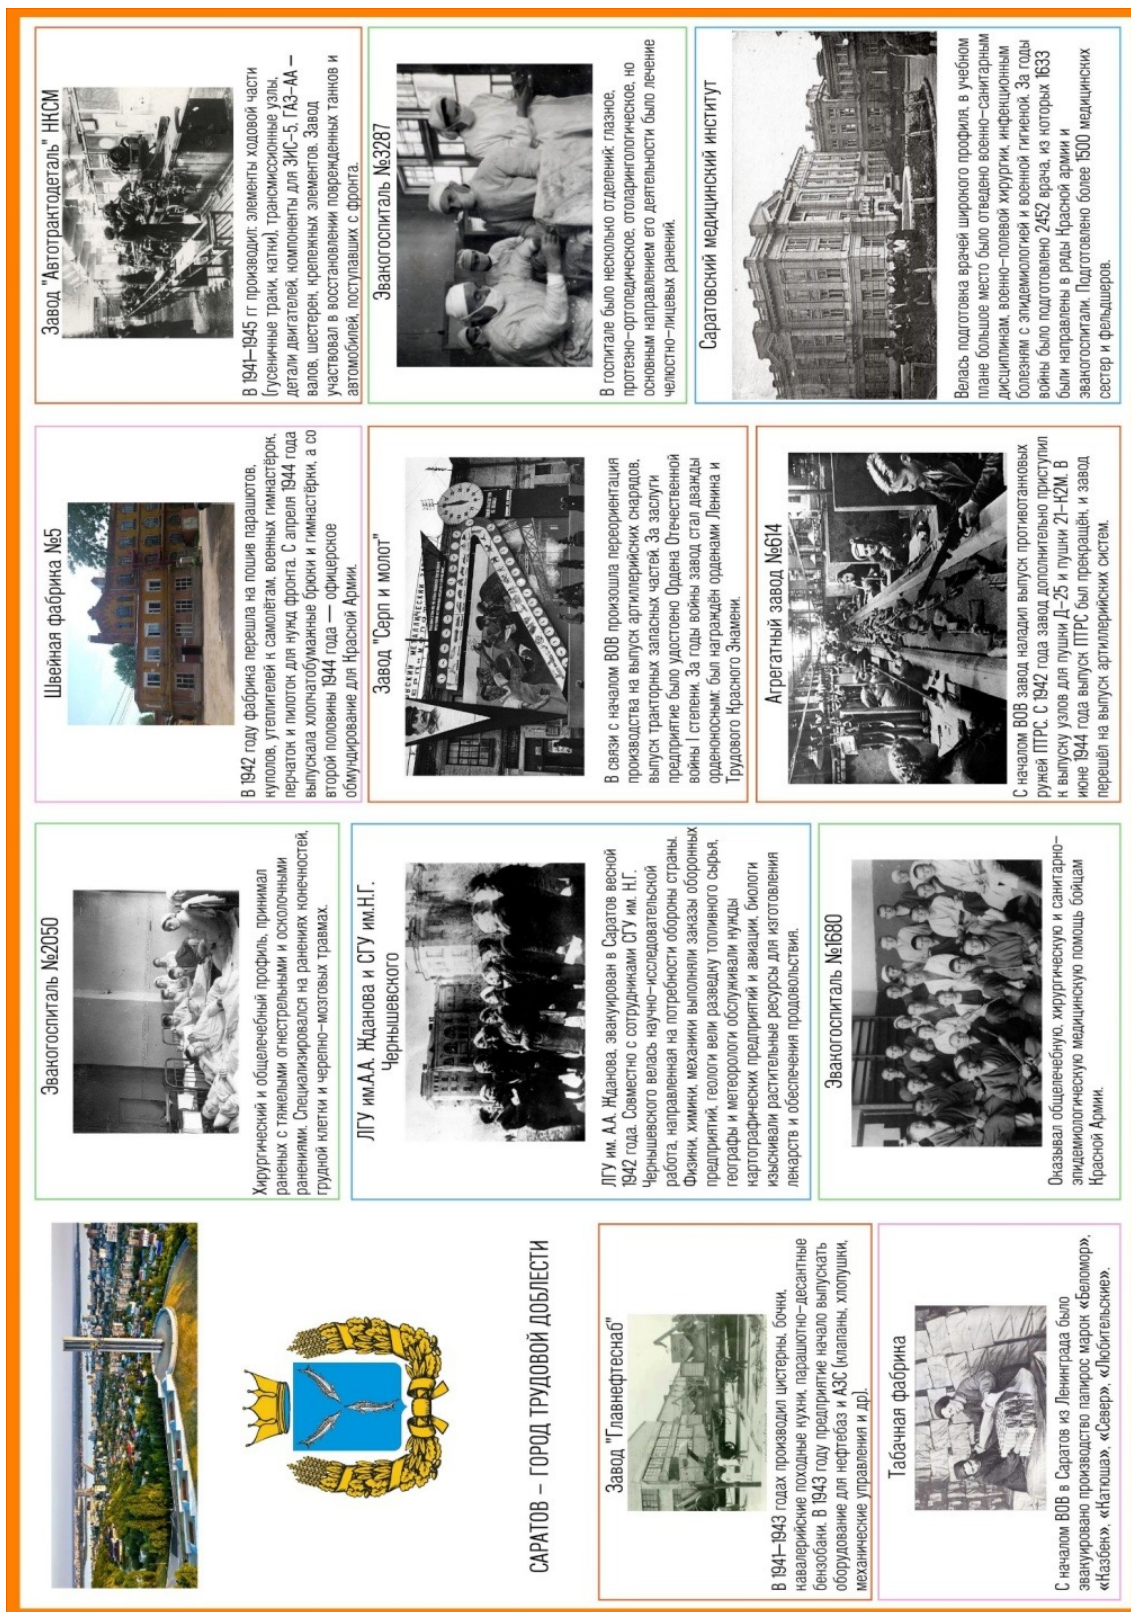 САРАТОВ – ГОРОД ТРУДОВОЙ ДОБЛЕСТИ
Завод "Главнефтеснаб"
В 1941–1943 годах производил цистерны, бочки,
кавалерийские походные кухни, парашютно-десантные
бензобаки. В 1943 году предприятие начало выпускать
оборудование для нефтебаз и АЗС (клапаны, хлопушки,
механические управления и др).
Табачная фабрика
С началом ВОВ в Саратов из Ленинграда было
эвакуировано производство папирос марок «Беломор»,
«Казбек», «Катюша», «Север», «Любительские».
Эвакогоспиталь №2050
Хирургический и общелечебный профиль, принимал
раненых с тяжелыми огнестрельными и осколочными
ранениями. Специализировался на ранениях конечностей,
грудной клетки и черепно-мозговых травмах.
ЛГУ им.А.А. Жданова и СГУ им.Н.Г.
Чернышевского
ЛГУ им. А.А. Жданова, эвакуирован в Саратов весной
1942 года. Совместно с сотрудниками СГУ им. Н.Г.
Чернышевского велась научно-исследовательской
работа, направленная на потребности обороны страны.
Физики, химики, механики выполняли заказы оборонных
предприятий, геологи вели разведку топливного сырья,
географы и метеорологи обслуживали нужды
картографических предприятий и авиации, биологи
изыскивали растительные ресурсы для изготовления
лекарств и обеспечения продовольствия.
Эвакогоспиталь №1680
Оказывал общелечебную, хирургическую и санитарно-
эпидемиологическую медицинскую помощь бойцам
Красной Армии.
Швейная фабрика №5
В 1942 году фабрика перешла на пошив парашютов,
куполов, утеплителей к самолётам, военных гимнастёрок,
перчаток и пилоток для нужд фронта. С апреля 1944 года
выпускала хлопчатобумажные брюки и гимнастёрки, а со
второй половины 1944 года — офицерское
обмундирование для Красной Армии.
Завод "Серп и молот"
В связи с началом ВОВ произошла переориентация
производства на выпуск артиллерийских снарядов,
выпуск тракторных запасных частей. За заслуги
предприятие было удостоено Ордена Отечественной
войны I степени. За годы войны завод стал дважды
орденоносным: был награждён орденами Ленина и
Трудового Красного Знамени.
Агрегатный завод №614
С началом ВОВ завод наладил выпуск противотанковых
ружей ПТРС. С 1942 года завод дополнительно приступил
к выпуску узлов для пушки Д-25 и пушки 21-К2М. В
июне 1944 года выпуск ПТРС был прекращён, и завод
перешёл на выпуск артиллерийских систем.
Завод "Автотрактодеталь" НКСМ
В 1941–1945 гг производил: элементы ходовой части
(гусеничные траки, катки), трансмиссионные узлы,
детали двигателей, компоненты для ЗИС-5, ГАЗ-АА —
валов, шестерен, крепежных элементов. Завод
участвовал в восстановлении поврежденных танков и
автомобилей, поступавших с фронта.
Эвакогоспиталь №3287
В госпитале было несколько отделений: глазное,
протезно-ортопедическое, отоларингологическое, но
основным направлением его деятельности было лечение
челюстно-лицевых ранений.
Саратовский медицинский институт
Велась подготовка врачей широкого профиля, в учебном
плане большое место было отведено военно-санитарным
дисциплинам, военно-полевой хирургии, инфекционным
болезням с эпидемиологией и военной гигиеной. За годы
войны было подготовлено 2452 врача, из которых 1633
были направлены в ряды Красной армии и
эвакогоспитали. Подготовлено более 1500 медицинских
сестер и фельдшеров.